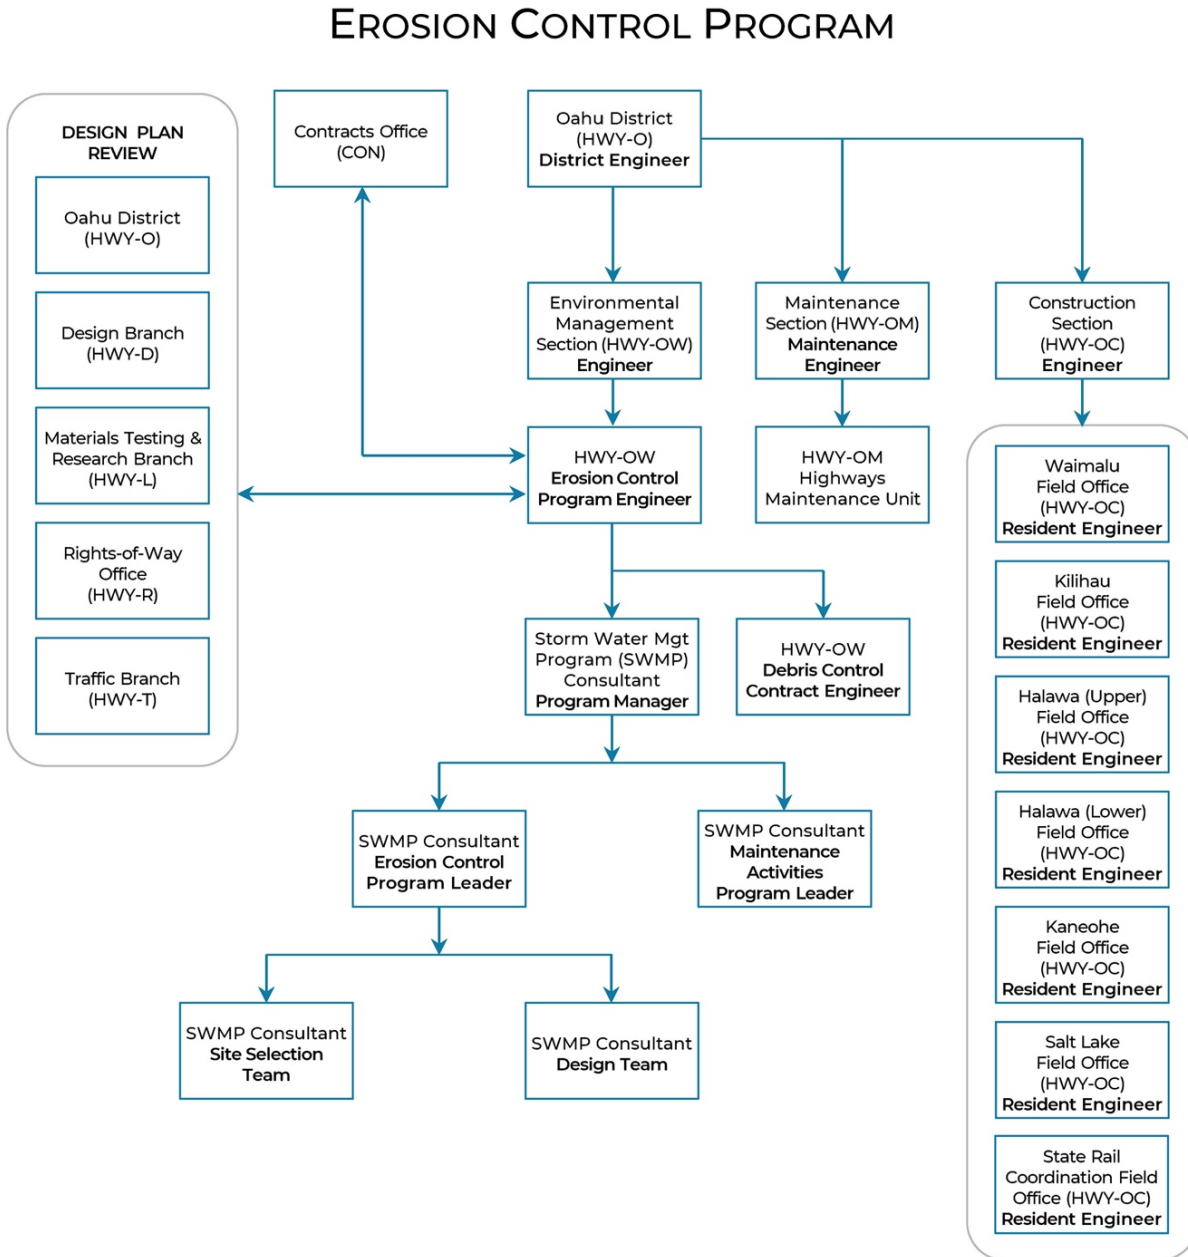 EROSION CONTROL PROGRAM
DESIGN PLAN
REVIEW
Oahu District
(HWY-O)
Design Branch
(HWY-D)
Materials Testing &
Research Branch
(HWY-L)
Rights-of-Way
Office
(HWY-R)
Traffic Branch
(HWY-T)
Contracts Office
(CON)
Oahu District
(HWY-O)
District Engineer
Environmental
Management
Section (HWY-OW)
Engineer
Maintenance
Section (HWY-OM)
Maintenance
Engineer
Construction
Section
(HWY-OC)
Engineer
HWY-OW
Erosion Control
Program Engineer
HWY-OM
Highways
Maintenance Unit
Storm Water Mgt
Program (SWMP)
Consultant
Program Manager
HWY-OW
Debris Control
Contract Engineer
SWMP Consultant
Erosion Control
Program Leader
SWMP Consultant
Maintenance
Activities
Program Leader
SWMP Consultant
Site Selection
Team
SWMP Consultant
Design Team
Waimalu
Field Office
(HWY-OC)
Resident Engineer
Kilihau
Field Office
(HWY-OC)
Resident Engineer
Halawa (Upper)
Field Office
(HWY-OC)
Resident Engineer
Halawa (Lower)
Field Office
(HWY-OC)
Resident Engineer
Kaneohe
Field Office
(HWY-OC)
Resident Engineer
Salt Lake
Field Office
(HWY-OC)
Resident Engineer
State Rail
Coordination Field
Office (HWY-OC)
Resident Engineer